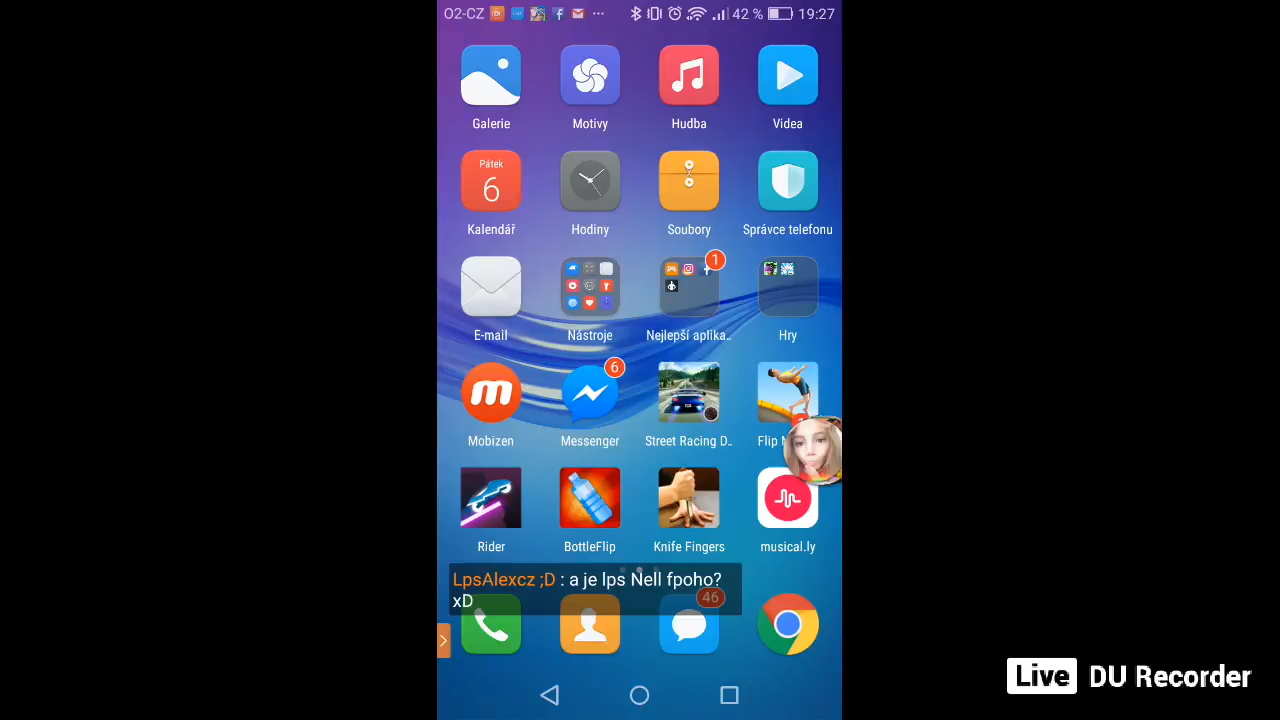 O2-CZ 42 % 19:27
Galerie Motivy Hudba Videa
Pátek
6
Kalendář Hodiny Soubory Správce telefonu
1
E-mail Nástroje Nejlepší aplika.. Hry
6
Mobizen Messenger Street Racing D.. Flip
Rider BottleFlip Knife Fingers musical.ly
LpsAlexcz ;D : a je lps Nell fpoho?
xD
46
Live DU Recorder